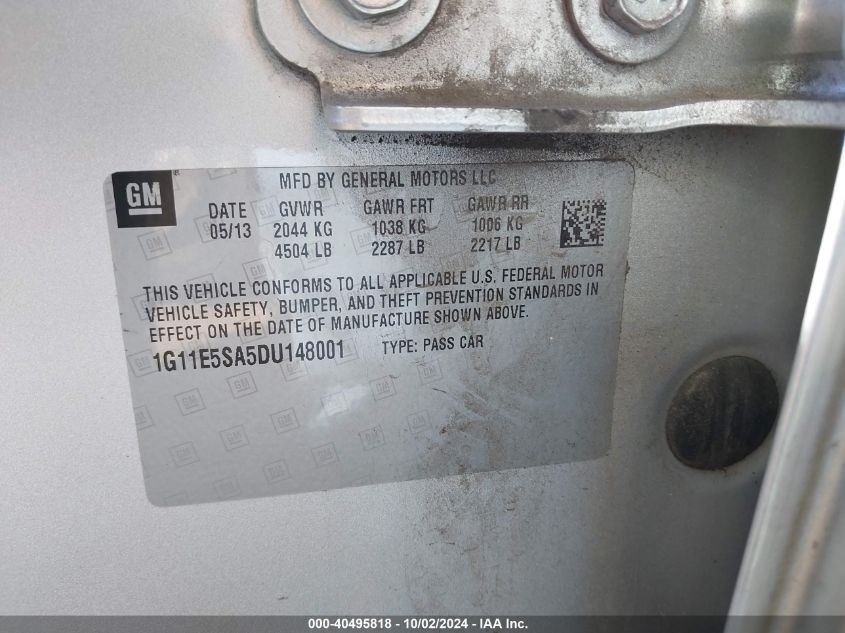 GM
MFD BY GENERAL MOTORS LLC
DATE GVWR GAWR FRT GAWR RR
05/13 2044 KG 1038 KG 1006 KG
4504 LB 2287 LB 2217 LB
THIS VEHICLE CONFORMS TO ALL APPLICABLE U.S. FEDERAL MOTOR
VEHICLE SAFETY, BUMPER, AND THEFT PREVENTION STANDARDS IN
EFFECT ON THE DATE OF MANUFACTURE SHOWN ABOVE.
1G11E5SA5DU148001 TYPE: PASS CAR
000-40495818 - 10/02/2024 - IAA Inc.